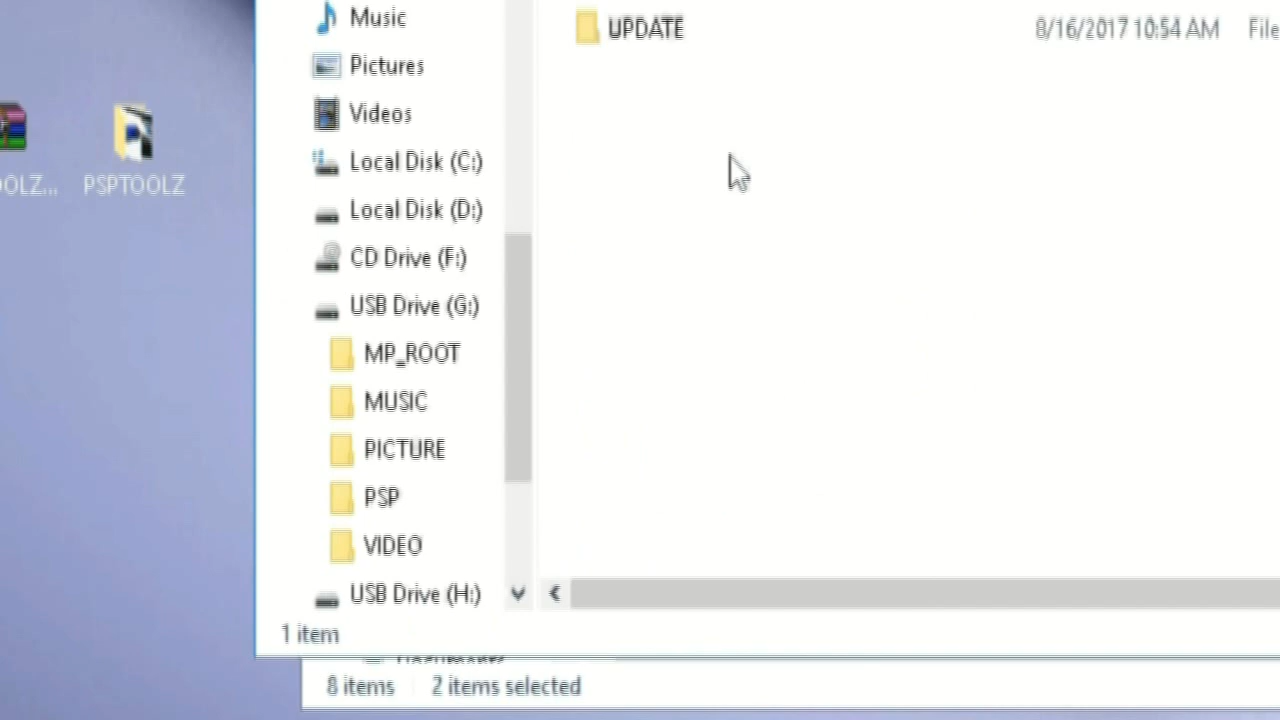 Music
UPDATE 8/16/2017 10:54 AM File
Pictures
Videos
Local Disk (C:)
OOLZ... PSPTOOLZ
Local Disk (D:)
CD Drive (F:)
USB Drive (G:)
MP_ROOT
MUSIC
PICTURE
PSP
VIDEO
USB Drive (H:)
1 item
8 items 2 items selected